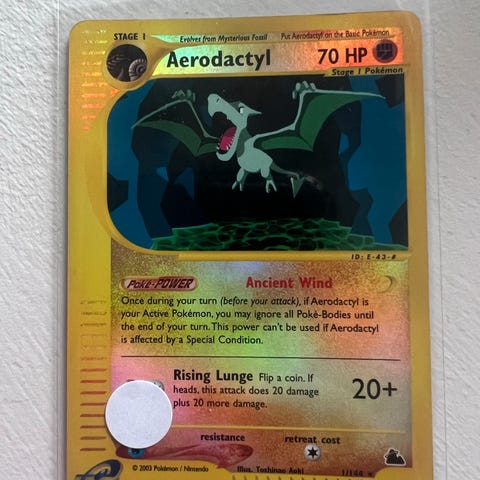 STAGE 1 Evolves from Mysterious Fossil Put Aerodactyl on the Basic Pokémon
Aerodactyl 70 HP
Stage 1 Pokémon
ID: E-43-#
Poké-POWER Ancient Wind
Once during your turn (before your attack), if Aerodactyl is
your Active Pokémon, you may ignore all Poké-Bodies until
the end of your turn. This power can't be used if Aerodactyl
is affected by a Special Condition.
Rising Lunge Flip a coin. If
heads, this attack does 20 damage
plus 20 more damage.
20+
resistance retreat cost
© 2003 Pokémon / Nintendo Illus. Toshinao Aoki 1/144